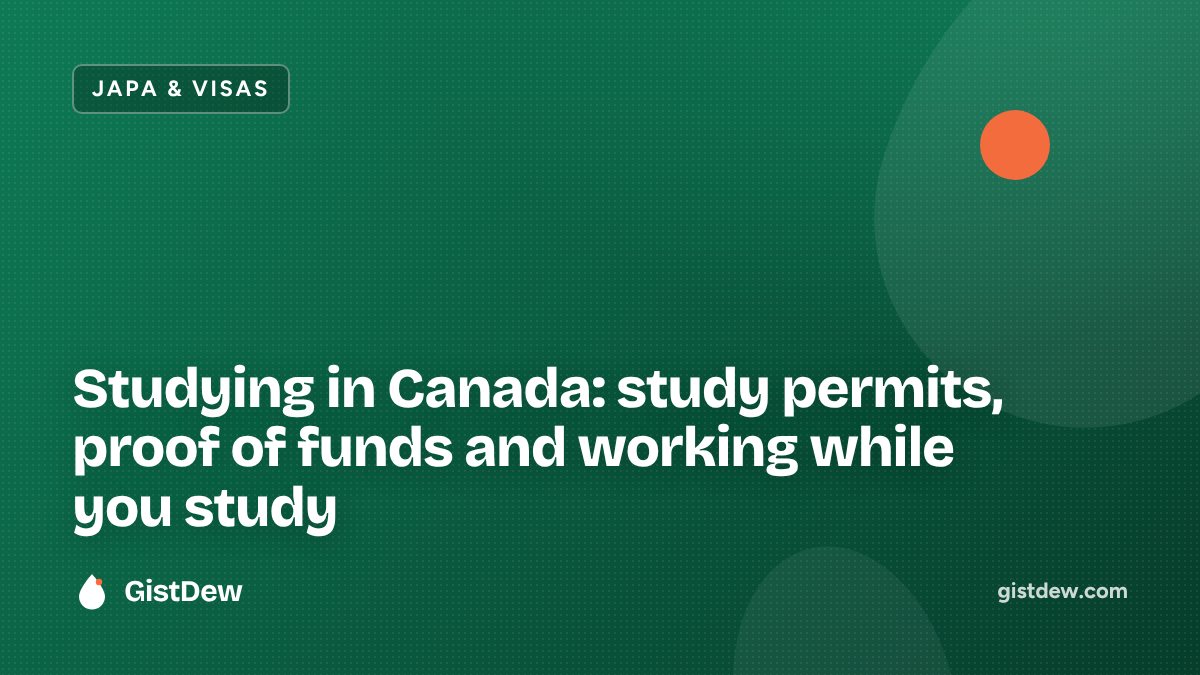 JAPA & VISAS
Studying in Canada: study permits,
proof of funds and working while
you study
GistDew
gistdew.com